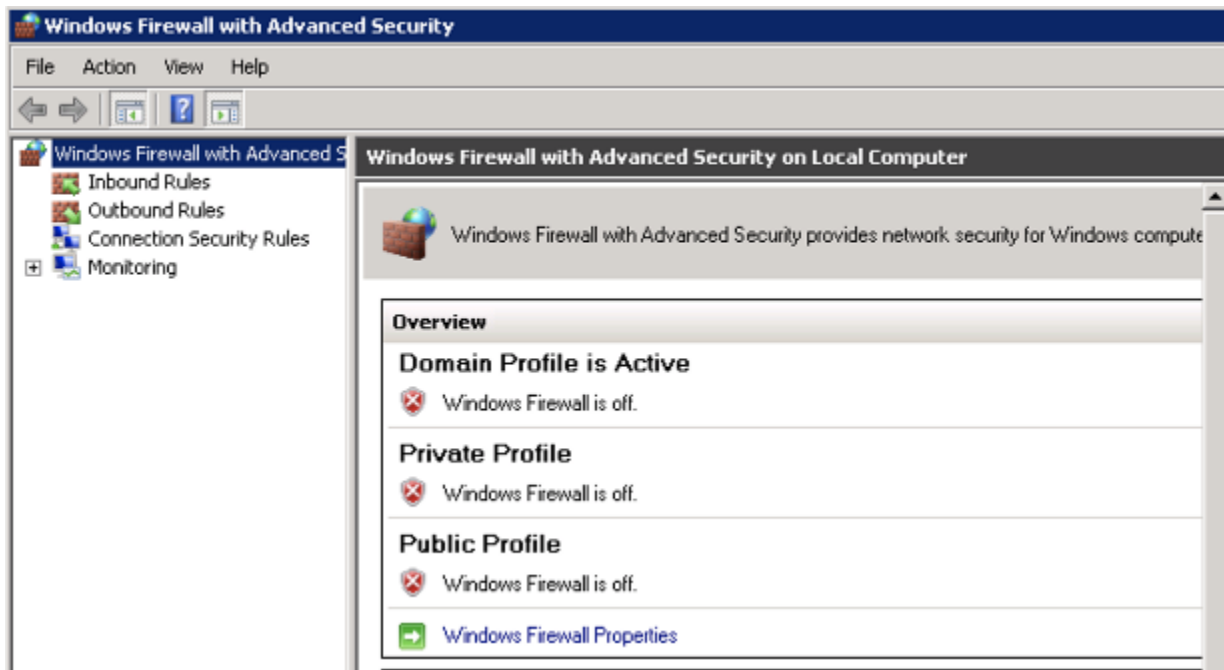 Windows Firewall with Advanced Security
File Action View Help
Windows Firewall with Advanced S
Inbound Rules
Outbound Rules
Connection Security Rules
Monitoring
Windows Firewall with Advanced Security on Local Computer
Windows Firewall with Advanced Security provides network security for Windows compute
Overview
Domain Profile is Active
Windows Firewall is off.
Private Profile
Windows Firewall is off.
Public Profile
Windows Firewall is off.
Windows Firewall Properties